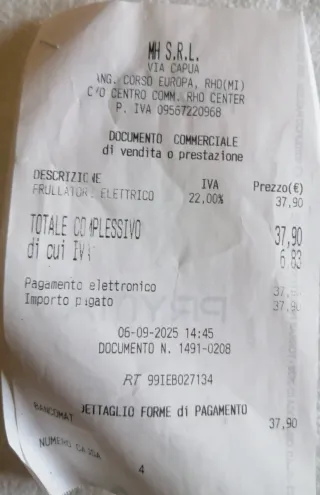 MH S.R.L.
VIA CAPUA
ANG. CORSO EUROPA, RHO(MI)
C/O CENTRO COMM. RHO CENTER
P. IVA 09567220968
DOCUMENTO COMMERCIALE
di vendita o prestazione
DESCRIZIONE IVA Prezzo(€)
FRULLATORE ELETTRICO 22,00% 37,90
TOTALE COMPLESSIVO 37,90
di cui IVA 6,83
Pagamento elettronico 37,90
Importo pagato 37,90
06-09-2025 14:45
DOCUMENTO N. 1491-0208
RT 99IEB027134
DETTAGLIO FORME di PAGAMENTO
BANCOMAT 37,90
NUMERO CASSA
4